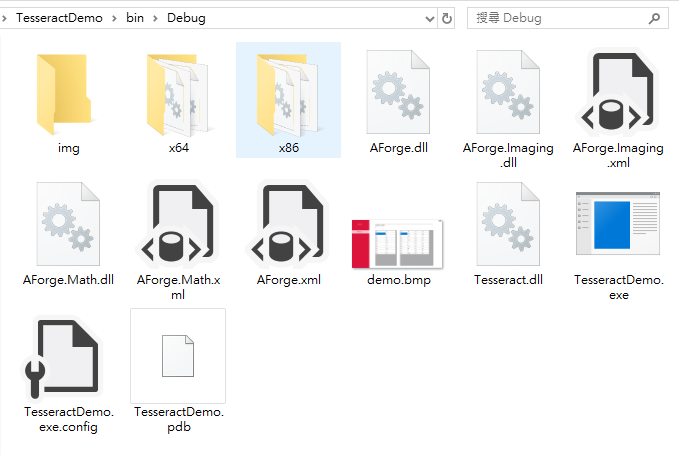 TesseractDemo > bin > Debug
搜尋 Debug
img
x64
x86
AForge.dll
AForge.Imaging
.dll
AForge.Imaging
.xml
AForge.Math.dll
AForge.Math.x
ml
AForge.xml
demo.bmp
Tesseract.dll
TesseractDemo.
exe
TesseractDemo.
exe.config
TesseractDemo.
pdb